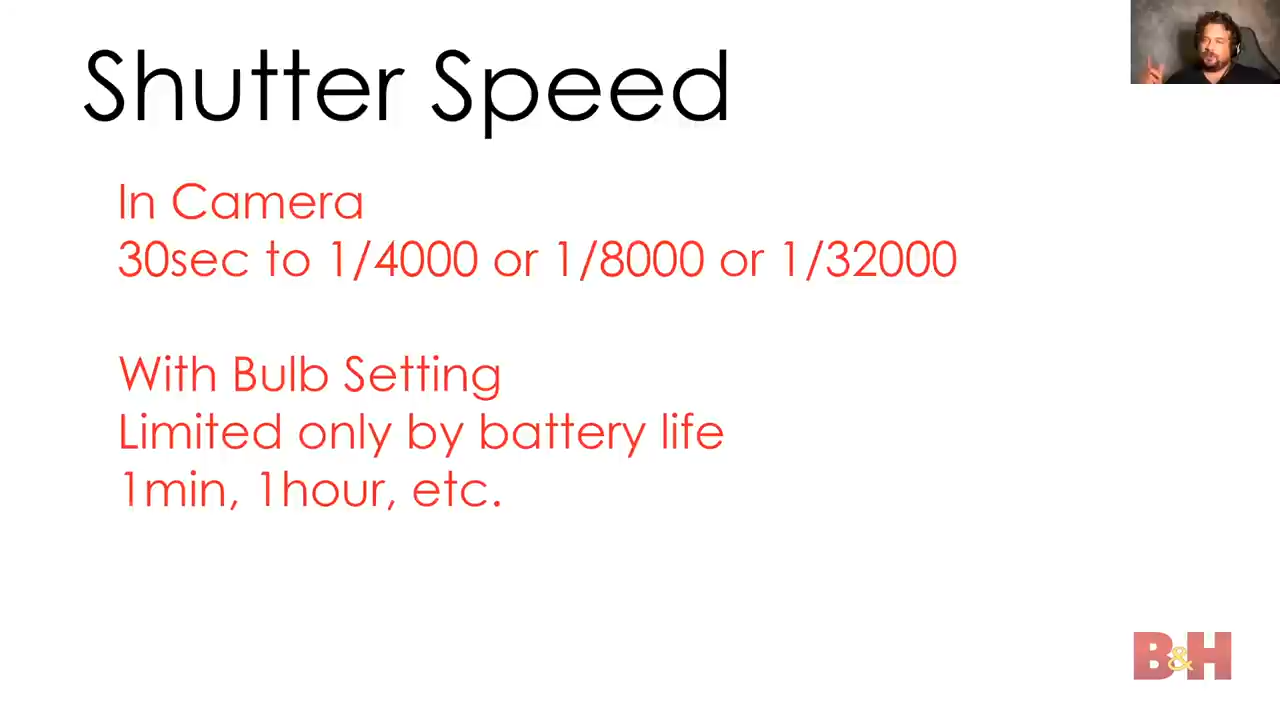 Shutter Speed
In Camera
30sec to 1/4000 or 1/8000 or 1/32000
With Bulb Setting
Limited only by battery life
1min, 1hour, etc.
B&H